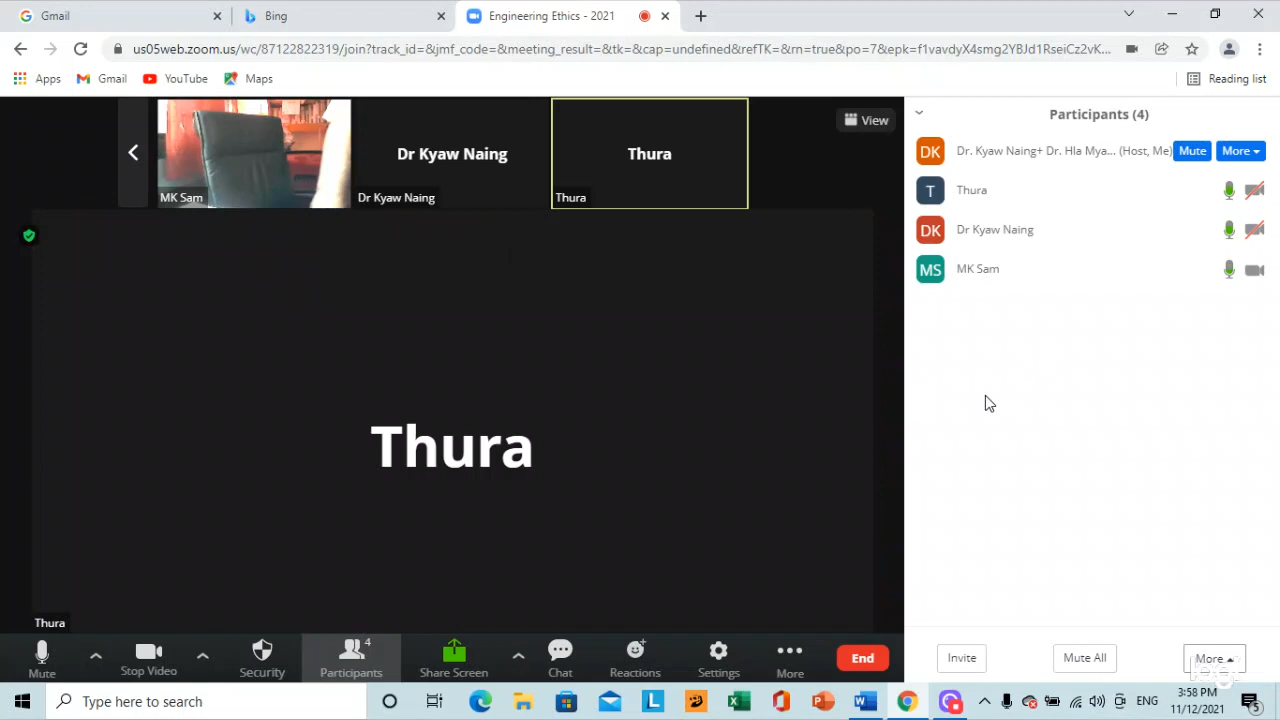 Gmail
Bing
Engineering Ethics - 2021
us05web.zoom.us/wc/87122822319/join?track_id=&jmf_code=&meeting_result=&tk=&cap=undefined&refTK=&rn=true&po=7&epk=f1vavdyX4smg2YBJd1RseiCz2vK...
Apps
Gmail
YouTube
Maps
Reading list
Dr Kyaw Naing
Thura
View
MK Sam
Dr Kyaw Naing
Thura
Thura
Thura
Participants (4)
DK Dr. Kyaw Naing+ Dr. Hla Mya... (Host, Me) Mute More
T Thura
DK Dr Kyaw Naing
MS MK Sam
Invite
Mute All
More
Mute
Stop Video
Security
4
Participants
Share Screen
Chat
Reactions
Settings
More
End
Type here to search
L
ENG
3:58 PM
11/12/2021
5